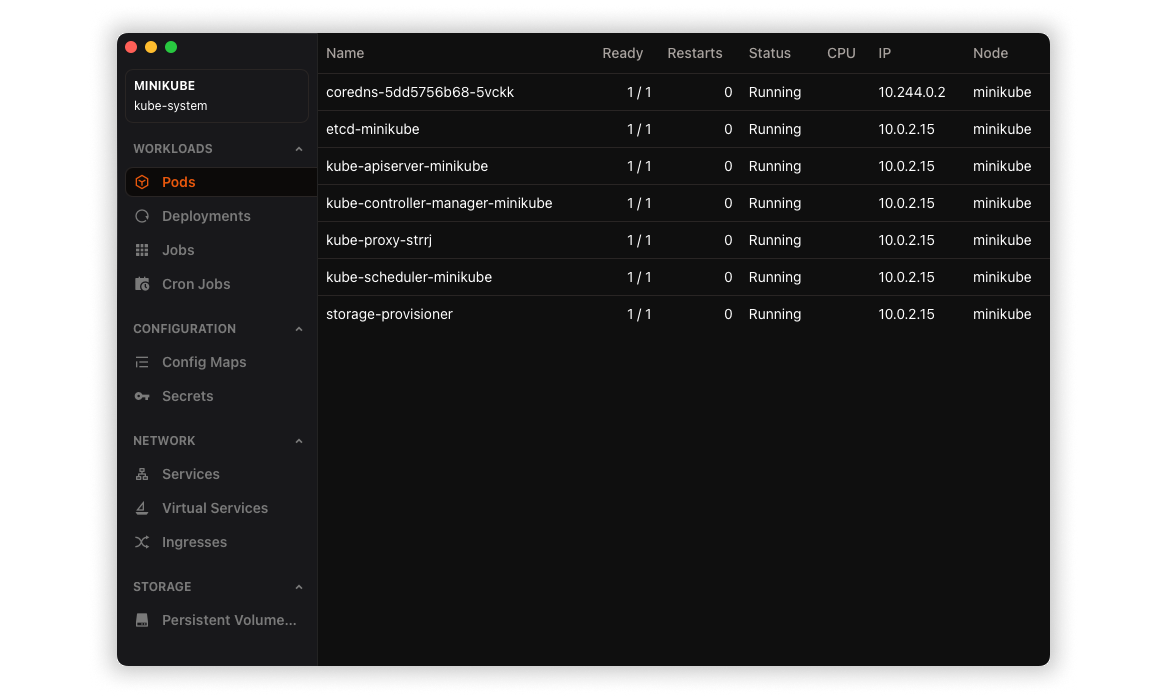 MINIKUBE
kube-system
WORKLOADS
Pods
Deployments
Jobs
Cron Jobs
CONFIGURATION
Config Maps
Secrets
NETWORK
Services
Virtual Services
Ingresses
STORAGE
Persistent Volume...
Name Ready Restarts Status CPU IP Node
coredns-5dd5756b68-5vckk 1 / 1 0 Running 10.244.0.2 minikube
etcd-minikube 1 / 1 0 Running 10.0.2.15 minikube
kube-apiserver-minikube 1 / 1 0 Running 10.0.2.15 minikube
kube-controller-manager-minikube 1 / 1 0 Running 10.0.2.15 minikube
kube-proxy-strrj 1 / 1 0 Running 10.0.2.15 minikube
kube-scheduler-minikube 1 / 1 0 Running 10.0.2.15 minikube
storage-provisioner 1 / 1 0 Running 10.0.2.15 minikube